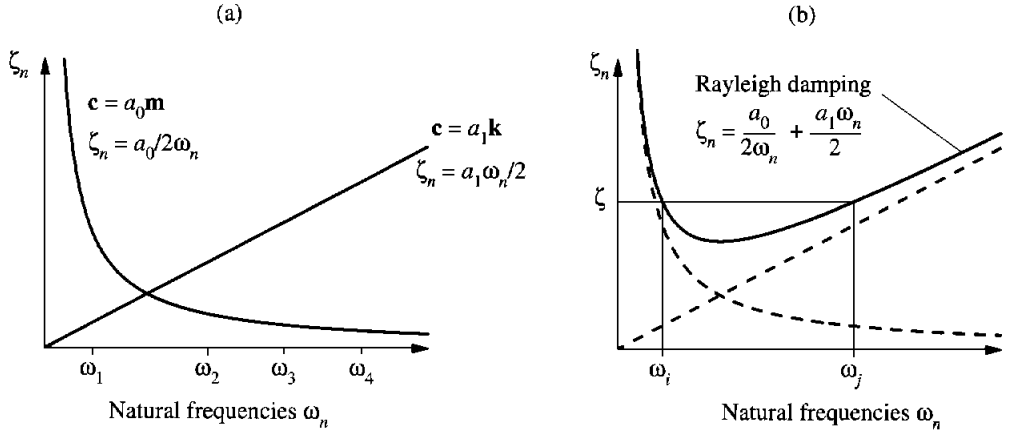 (a)
ζₙ
c = a₀m
ζₙ = a₀/2ωₙ
c = a₁k
ζₙ = a₁ωₙ/2
ω₁ ω₂ ω₃ ω₄
Natural frequencies ωₙ
(b)
ζₙ
Rayleigh damping
ζₙ = a₀/2ωₙ + a₁ωₙ/2
ζ
ωᵢ ωⱼ
Natural frequencies ωₙ